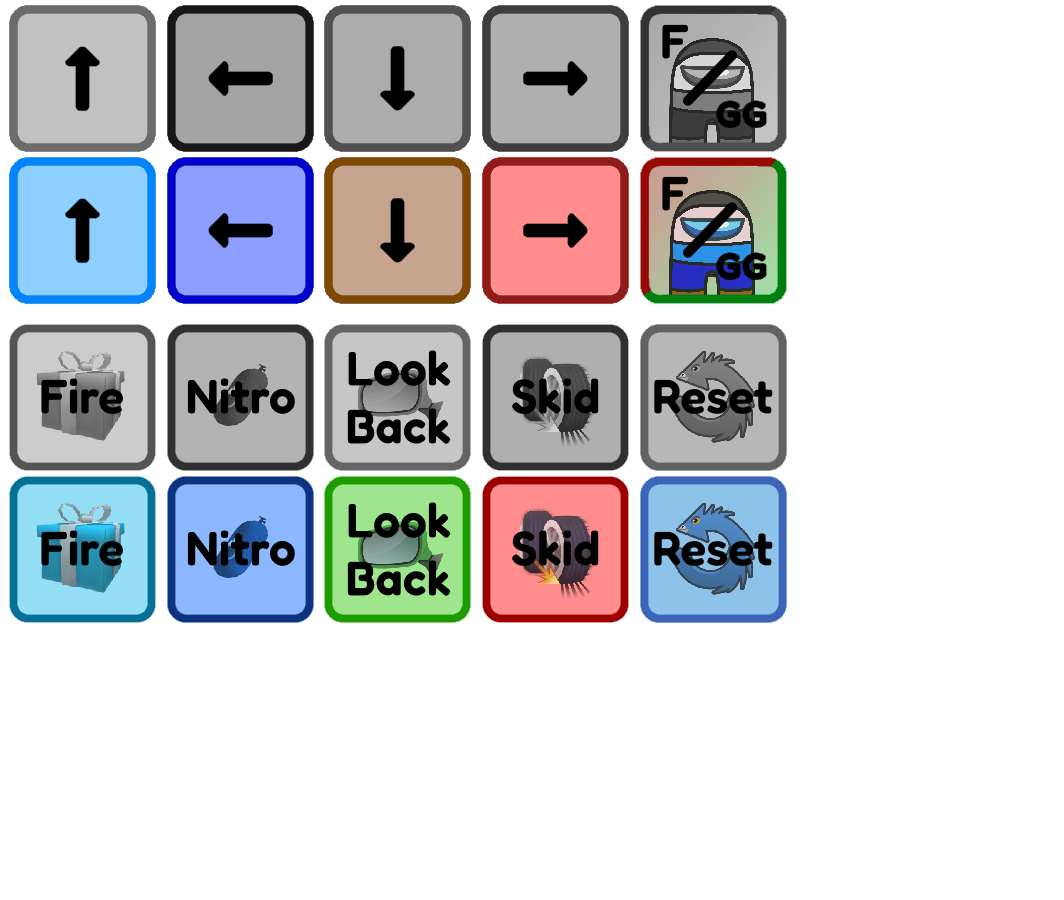 F
GG
F
GG
Fire
Nitro
Look
Back
Skid
Reset
Fire
Nitro
Look
Back
Skid
Reset